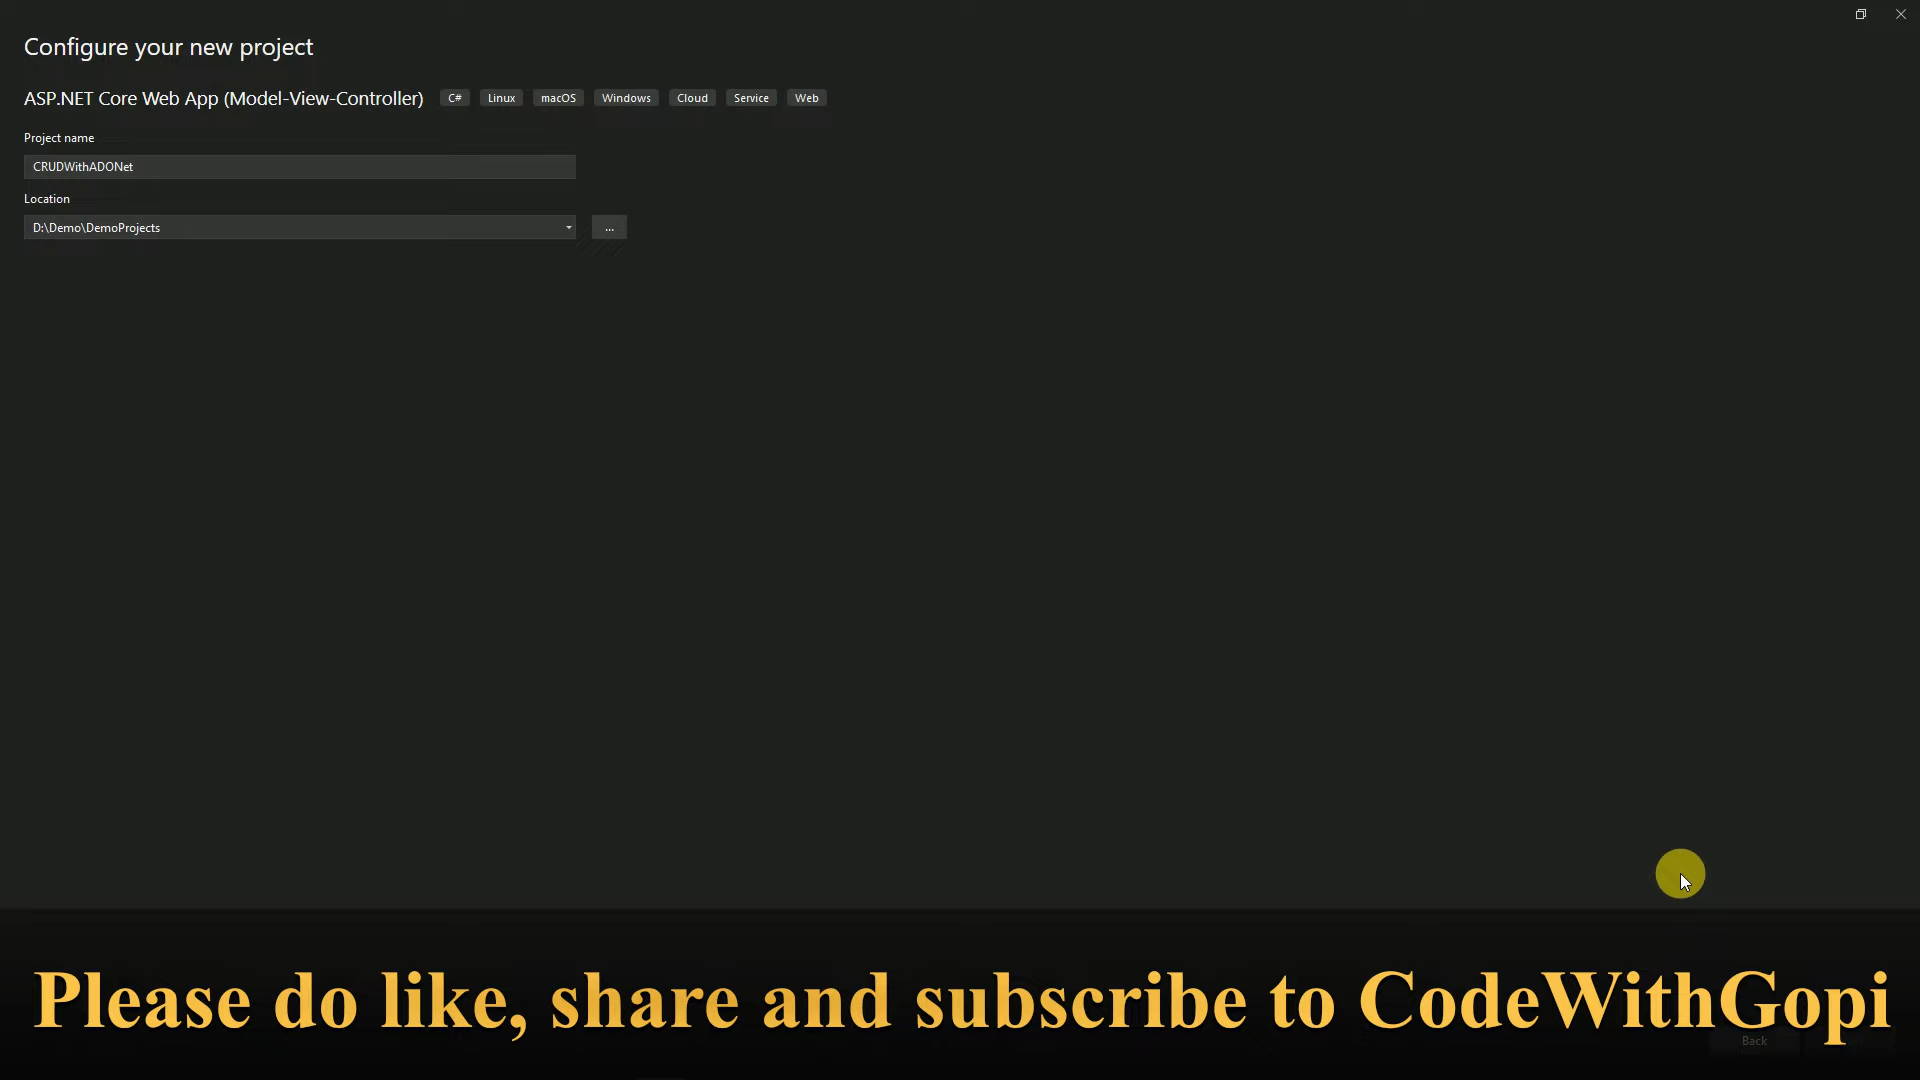 Configure your new project
ASP.NET Core Web App (Model-View-Controller) C# Linux macOS Windows Cloud Service Web
Project name
CRUDWithADONet
Location
D:\Demo\DemoProjects
...
Please do like, share and subscribe to CodeWithGopi
Back